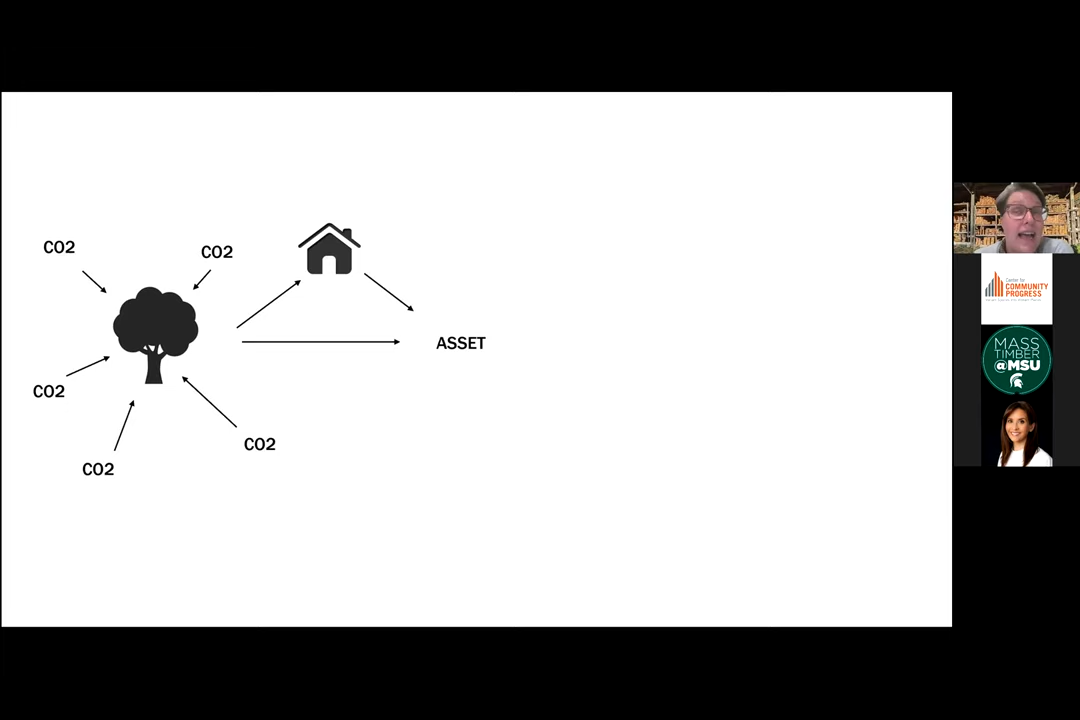 CO2
CO2
ASSET
CO2
CO2
CO2
Center for
COMMUNITY
PROGRESS
MASS
TIMBER
@MSU